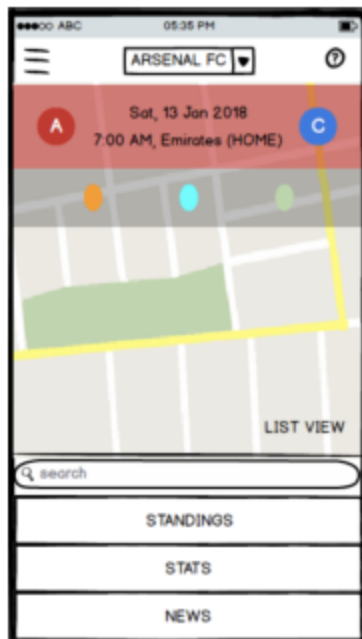 ABC 05:35 PM
ARSENAL FC ?
A Sat, 13 Jan 2018 C
7:00 AM, Emirates (HOME)
LIST VIEW
search
STANDINGS
STATS
NEWS